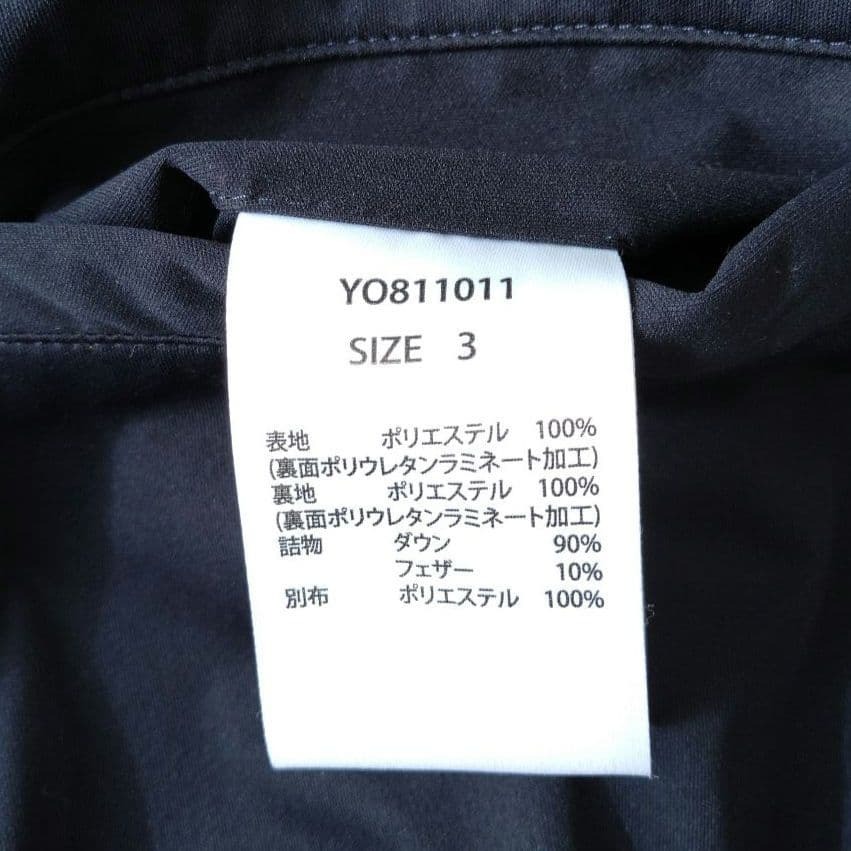 YO811011
SIZE 3
表地 ポリエステル 100%
(裏面ポリウレタンラミネート加工)
裏地 ポリエステル 100%
(裏面ポリウレタンラミネート加工)
詰物 ダウン 90%
フェザー 10%
別布 ポリエステル 100%